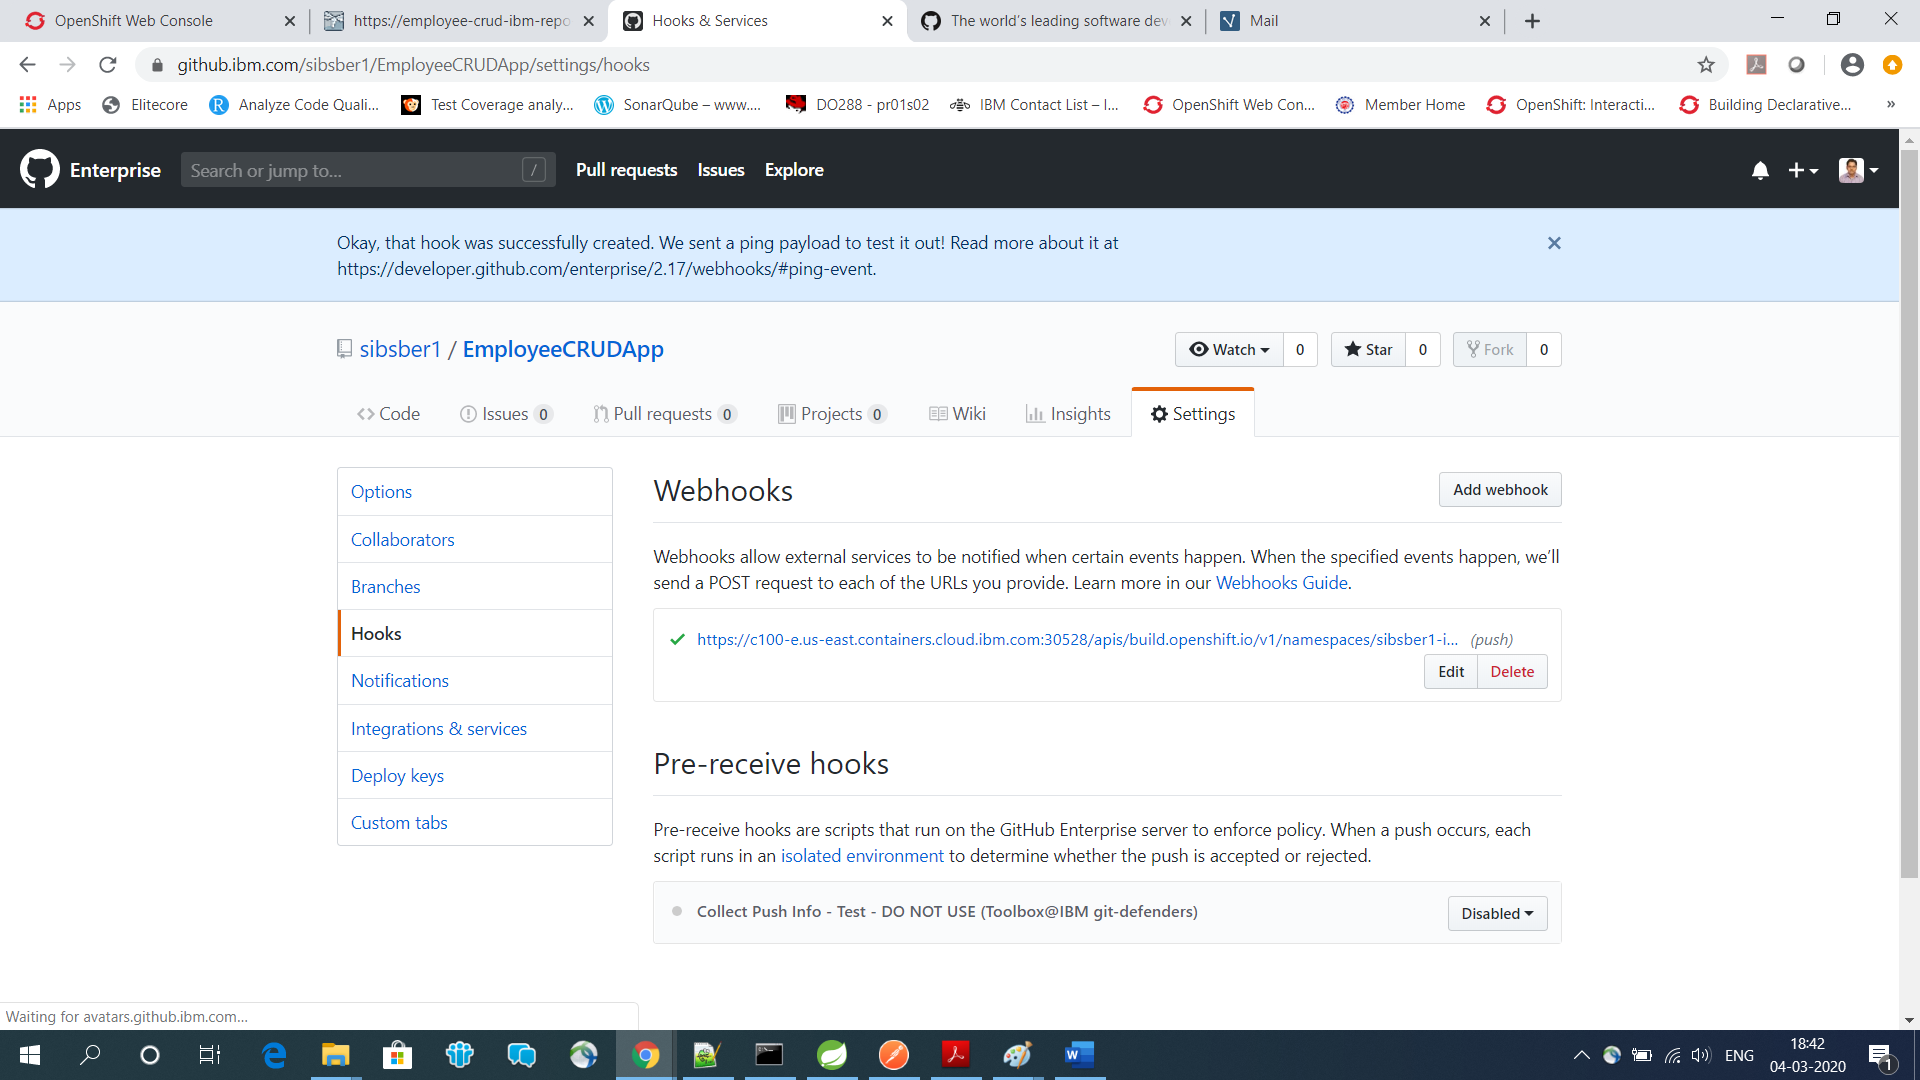 OpenShift Web Console
https://employee-crud-ibm-repo
Hooks & Services
The world's leading software dev
Mail
github.ibm.com/sibsber1/EmployeeCRUDApp/settings/hooks
Apps
Elitecore
Analyze Code Quali...
Test Coverage analy...
SonarQube – www....
DO288 - pr01s02
IBM Contact List – I...
OpenShift Web Con...
Member Home
OpenShift: Interacti...
Building Declarative...
»
Enterprise
Search or jump to...
/
Pull requests
Issues
Explore
Okay, that hook was successfully created. We sent a ping payload to test it out! Read more about it at
https://developer.github.com/enterprise/2.17/webhooks/#ping-event.
sibsber1 / EmployeeCRUDApp
Watch 0
Star 0
Fork 0
Code
Issues 0
Pull requests 0
Projects 0
Wiki
Insights
Settings
Options
Collaborators
Branches
Hooks
Notifications
Integrations & services
Deploy keys
Custom tabs
Webhooks
Add webhook
Webhooks allow external services to be notified when certain events happen. When the specified events happen, we'll
send a POST request to each of the URLs you provide. Learn more in our Webhooks Guide.
https://c100-e.us-east.containers.cloud.ibm.com:30528/apis/build.openshift.io/v1/namespaces/sibsber1-i... (push)
Edit
Delete
Pre-receive hooks
Pre-receive hooks are scripts that run on the GitHub Enterprise server to enforce policy. When a push occurs, each
script runs in an isolated environment to determine whether the push is accepted or rejected.
Collect Push Info - Test - DO NOT USE (Toolbox@IBM git-defenders)
Disabled
Waiting for avatars.github.ibm.com...
ENG
18:42
04-03-2020
1